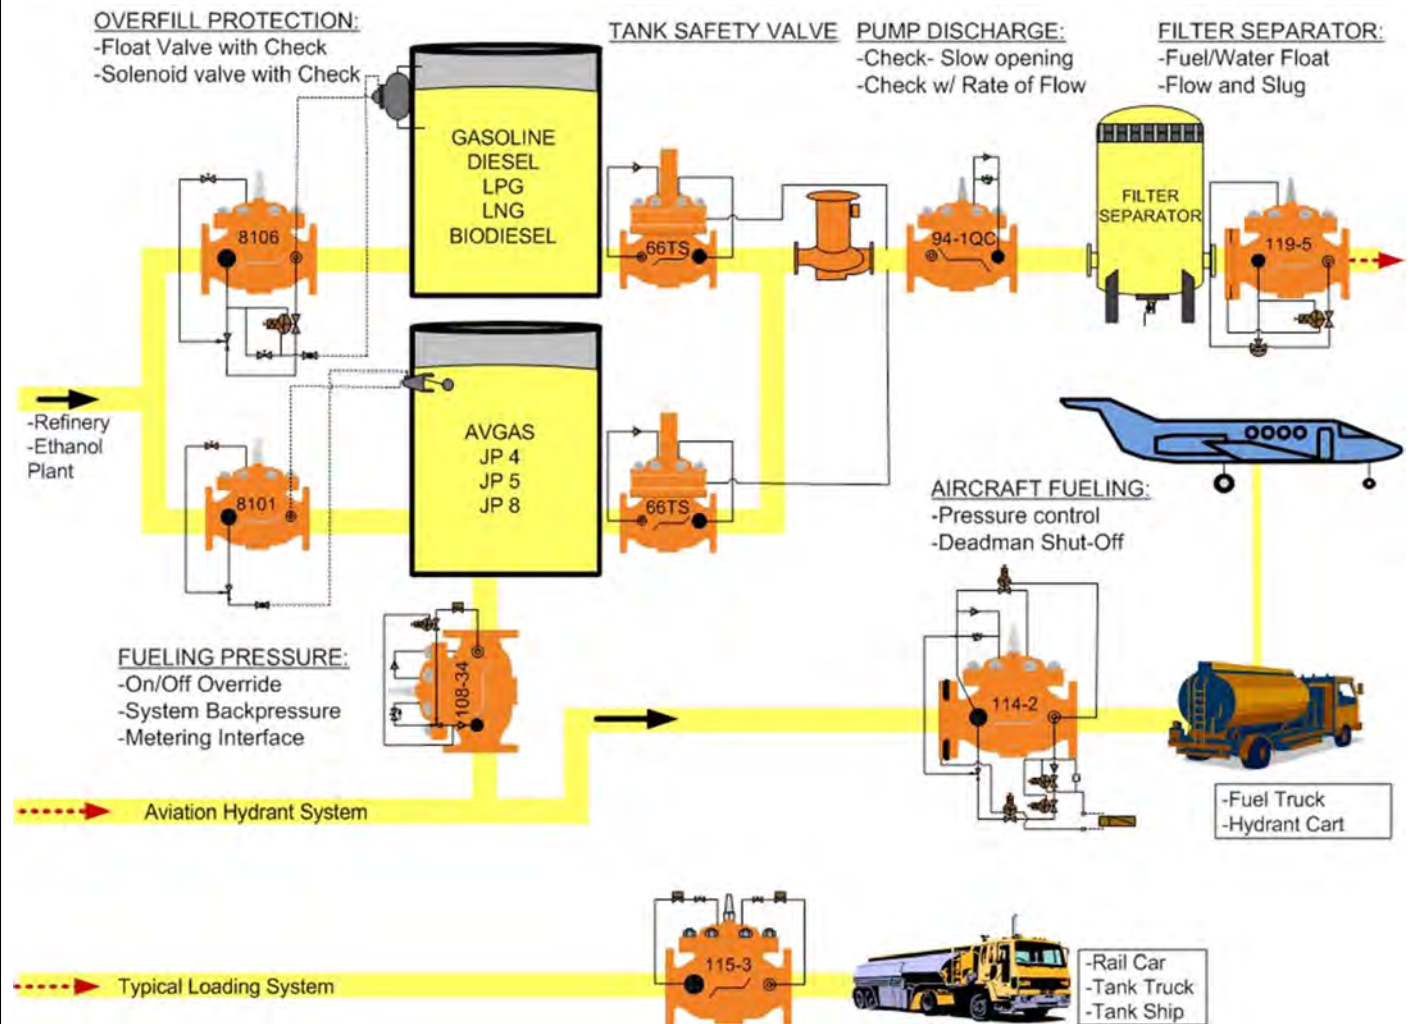 OVERFILL PROTECTION:
-Float Valve with Check
-Solenoid valve with Check
TANK SAFETY VALVE
PUMP DISCHARGE:
-Check- Slow opening
-Check w/ Rate of Flow
FILTER SEPARATOR:
-Fuel/Water Float
-Flow and Slug
GASOLINE
DIESEL
LPG
LNG
BIODIESEL
8106
66TS
94-1QC
FILTER
SEPARATOR
119-5
-Refinery
-Ethanol
Plant
8101
AVGAS
JP 4
JP 5
JP 8
66TS
AIRCRAFT FUELING:
-Pressure control
-Deadman Shut-Off
FUELING PRESSURE:
-On/Off Override
-System Backpressure
-Metering Interface
108-34
114-2
Aviation Hydrant System
-Fuel Truck
-Hydrant Cart
Typical Loading System
115-3
-Rail Car
-Tank Truck
-Tank Ship